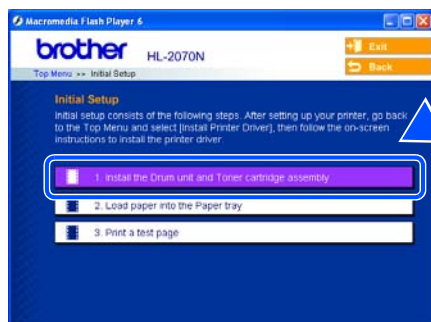 Macromedia Flash Player 6
brother HL-2070N
Exit
Top Menu >> Initial Setup
Back
Initial Setup
Initial setup consists of the following steps. After setting up your printer, go back
to the Top Menu and select [Install Printer Driver], then follow the on-screen
instructions to install the printer driver.
1. Install the Drum unit and Toner cartridge assembly
2. Load paper into the Paper tray
3. Print a test page